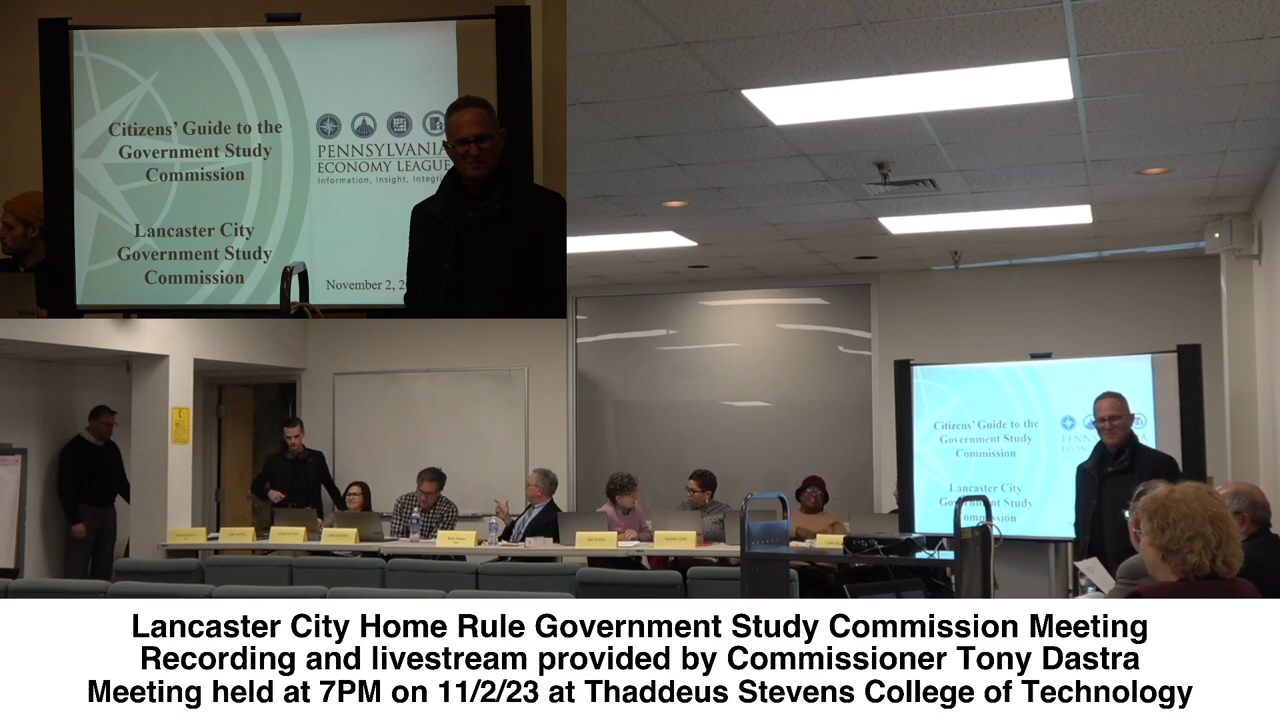 Citizens' Guide to the
Government Study
Commission
PENNSYLVANIA
ECONOMY LEAGUE
Information, Insight,
Lancaster City
Government Study
Commission
November 2,
Citizens' Guide to the
Government Study
Commission
Lancaster City
Government Study
Commission
Lancaster City Home Rule Government Study Commission Meeting
Recording and livestream provided by Commissioner Tony Dastra
Meeting held at 7PM on 11/2/23 at Thaddeus Stevens College of Technology